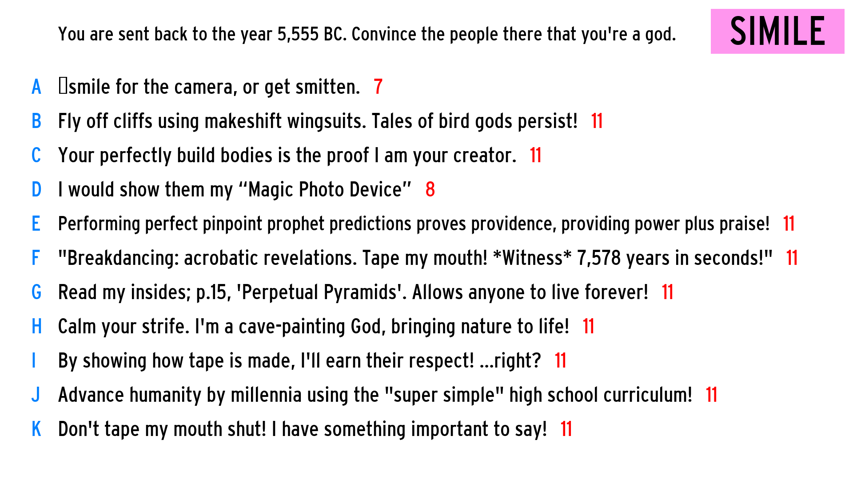 You are sent back to the year 5,555 BC. Convince the people there that you're a god.
SIMILE
A ▯smile for the camera, or get smitten. 7
B Fly off cliffs using makeshift wingsuits. Tales of bird gods persist! 11
C Your perfectly build bodies is the proof I am your creator. 11
D I would show them my “Magic Photo Device” 8
E Performing perfect pinpoint prophet predictions proves providence, providing power plus praise! 11
F "Breakdancing: acrobatic revelations. Tape my mouth! *Witness* 7,578 years in seconds!" 11
G Read my insides; p.15, 'Perpetual Pyramids'. Allows anyone to live forever! 11
H Calm your strife. I'm a cave-painting God, bringing nature to life! 11
I By showing how tape is made, I'll earn their respect! ...right? 11
J Advance humanity by millennia using the "super simple" high school curriculum! 11
K Don't tape my mouth shut! I have something important to say! 11